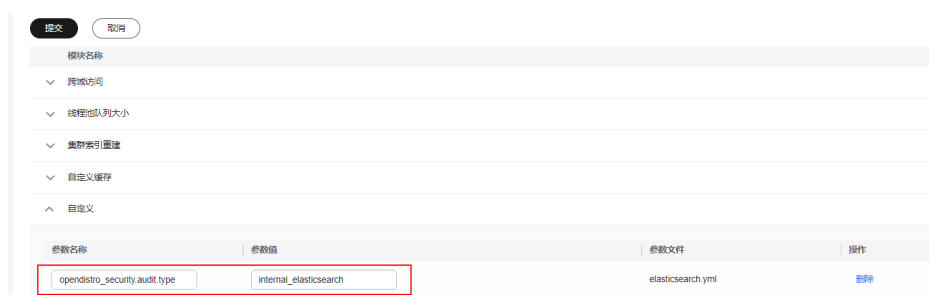 提交 取消
模块名称
跨域访问
线程池队列大小
集群索引重建
自定义缓存
自定义
参数名称 参数值 参数文件 操作
opendistro_security.audit.type internal_elasticsearch elasticsearch.yml 删除